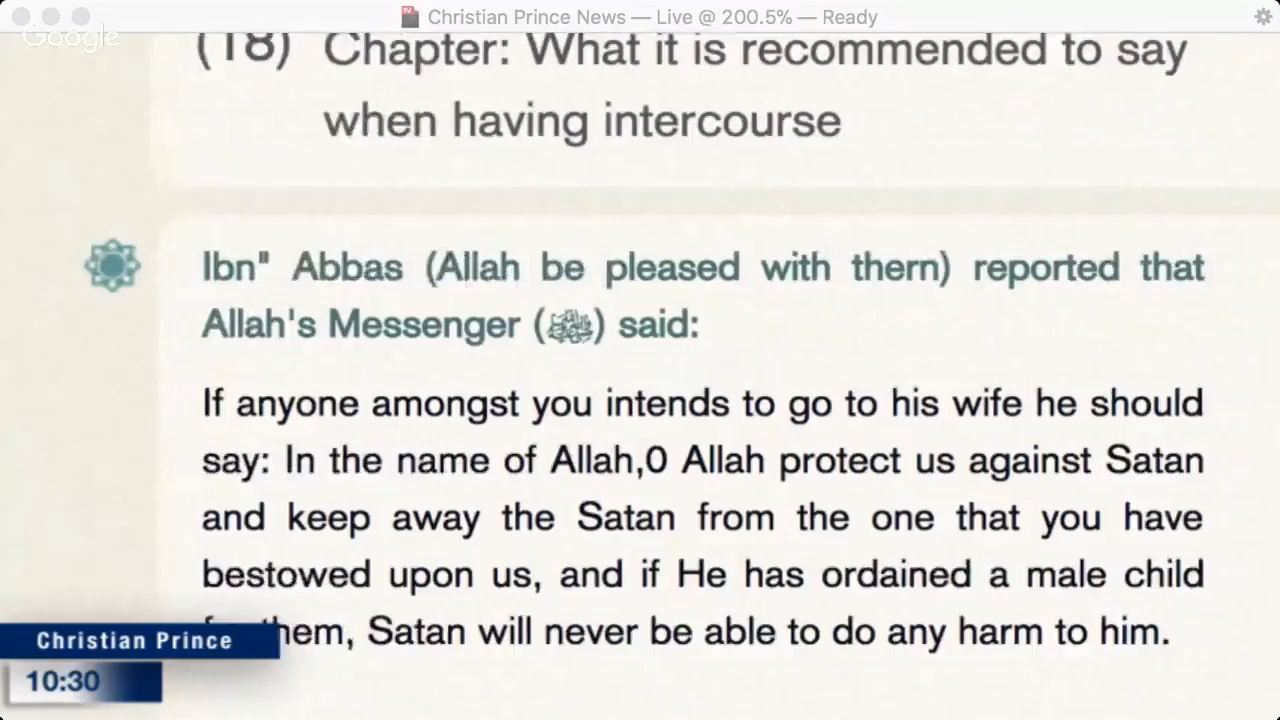 Christian Prince News — Live @ 200.5% — Ready
Google
(18) Chapter: What it is recommended to say
when having intercourse
Ibn" Abbas (Allah be pleased with thern) reported that
Allah's Messenger (ﷺ) said:
If anyone amongst you intends to go to his wife he should
say: In the name of Allah,0 Allah protect us against Satan
and keep away the Satan from the one that you have
bestowed upon us, and if He has ordained a male child
them, Satan will never be able to do any harm to him.
Christian Prince
10:30